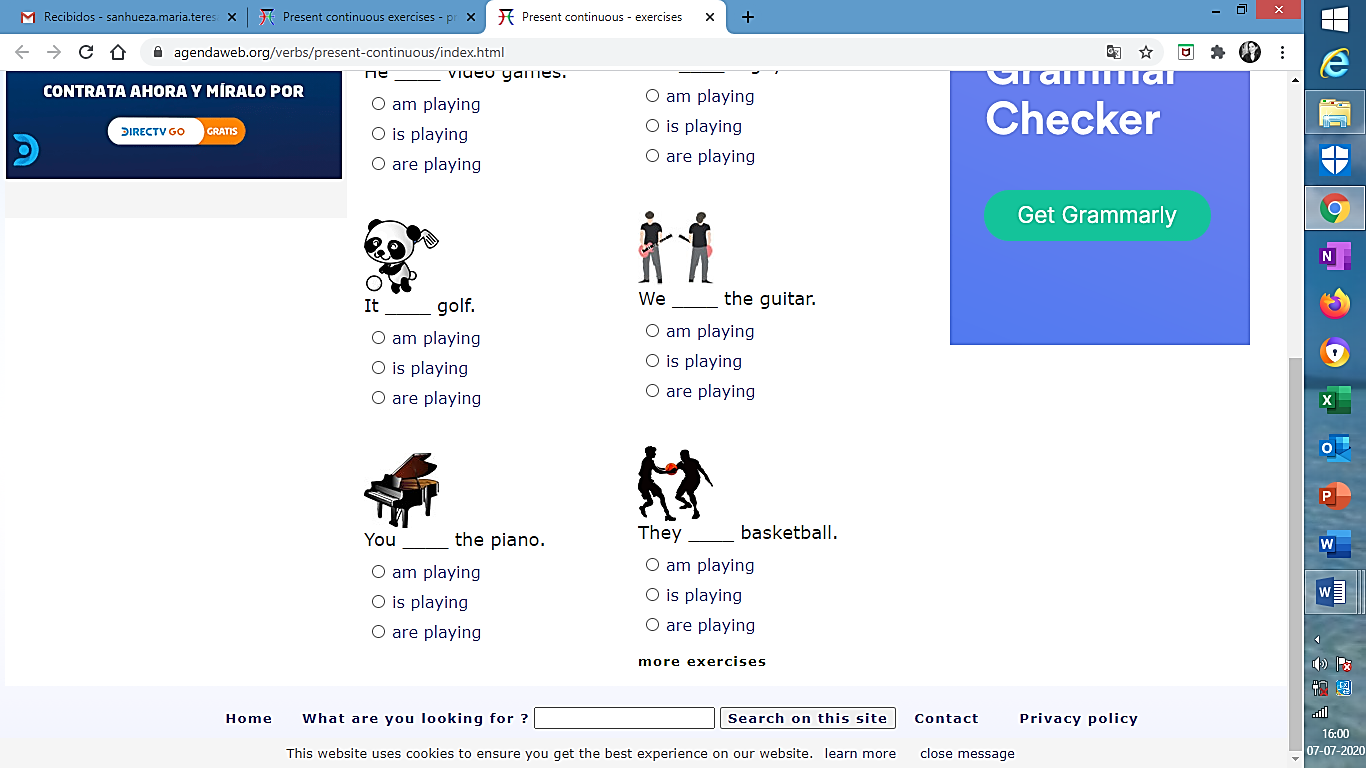 Recibidos - sanhueza.maria.teres
Present continuous exercises - pr
Present continuous - exercises
agendaweb.org/verbs/present-continuous/index.html
CONTRATA AHORA Y MÍRALO POR
DIRECTV GO GRATIS
He _____ video games.
am playing
is playing
are playing
am playing
is playing
are playing
Grammar
Checker
Get Grammarly
It _____ golf.
am playing
is playing
are playing
We _____ the guitar.
am playing
is playing
are playing
You _____ the piano.
am playing
is playing
are playing
They _____ basketball.
am playing
is playing
are playing
more exercises
Home What are you looking for ? Search on this site Contact Privacy policy
This website uses cookies to ensure you get the best experience on our website. learn more close message
16:00
07-07-2020